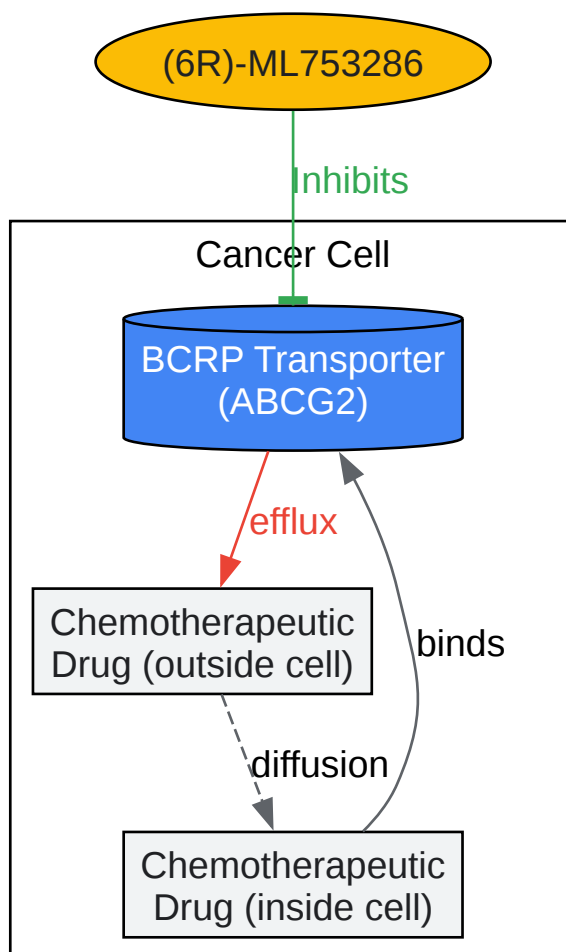 (6R)-ML753286
Inhibits
Cancer Cell
BCRP Transporter
(ABCG2)
efflux
Chemotherapeutic
Drug (outside cell)
binds
diffusion
Chemotherapeutic
Drug (inside cell)